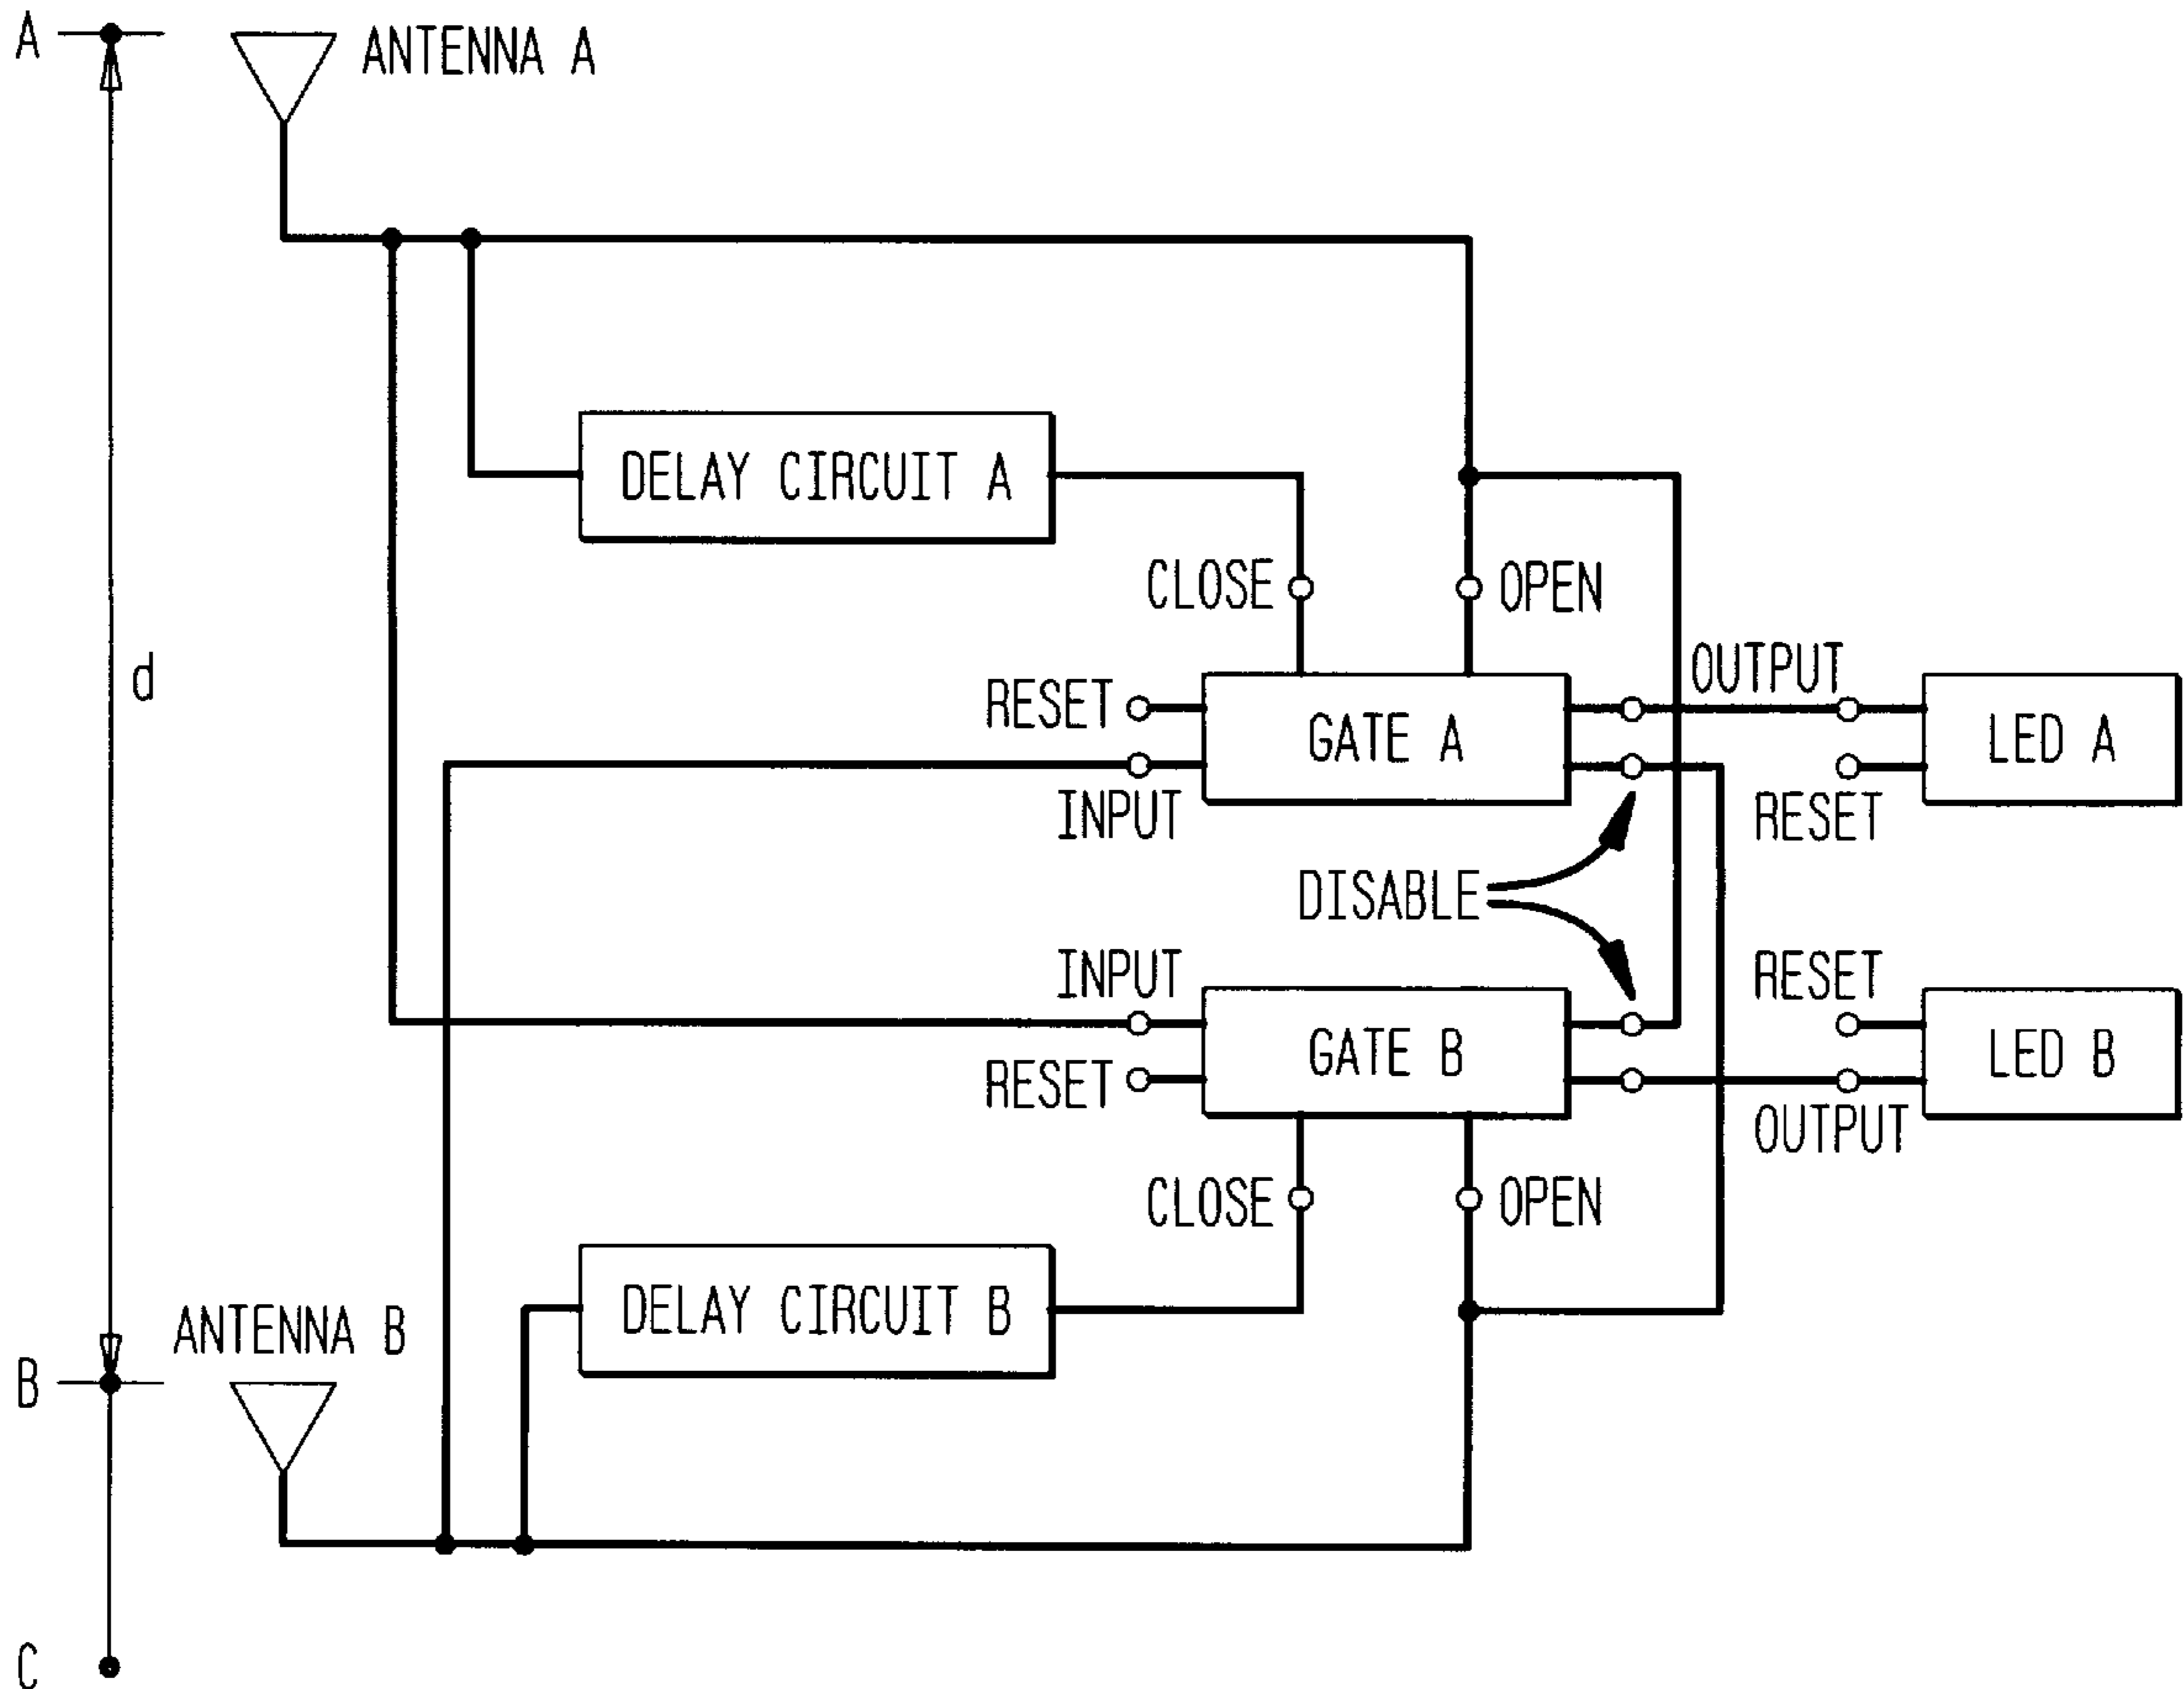 A
ANTENNA A
DELAY CIRCUIT A
CLOSE
OPEN
d
OUTPUT
RESET
GATE A
LED A
INPUT
RESET
DISABLE
INPUT
RESET
GATE B
LED B
RESET
OUTPUT
CLOSE
OPEN
DELAY CIRCUIT B
ANTENNA B
B
C